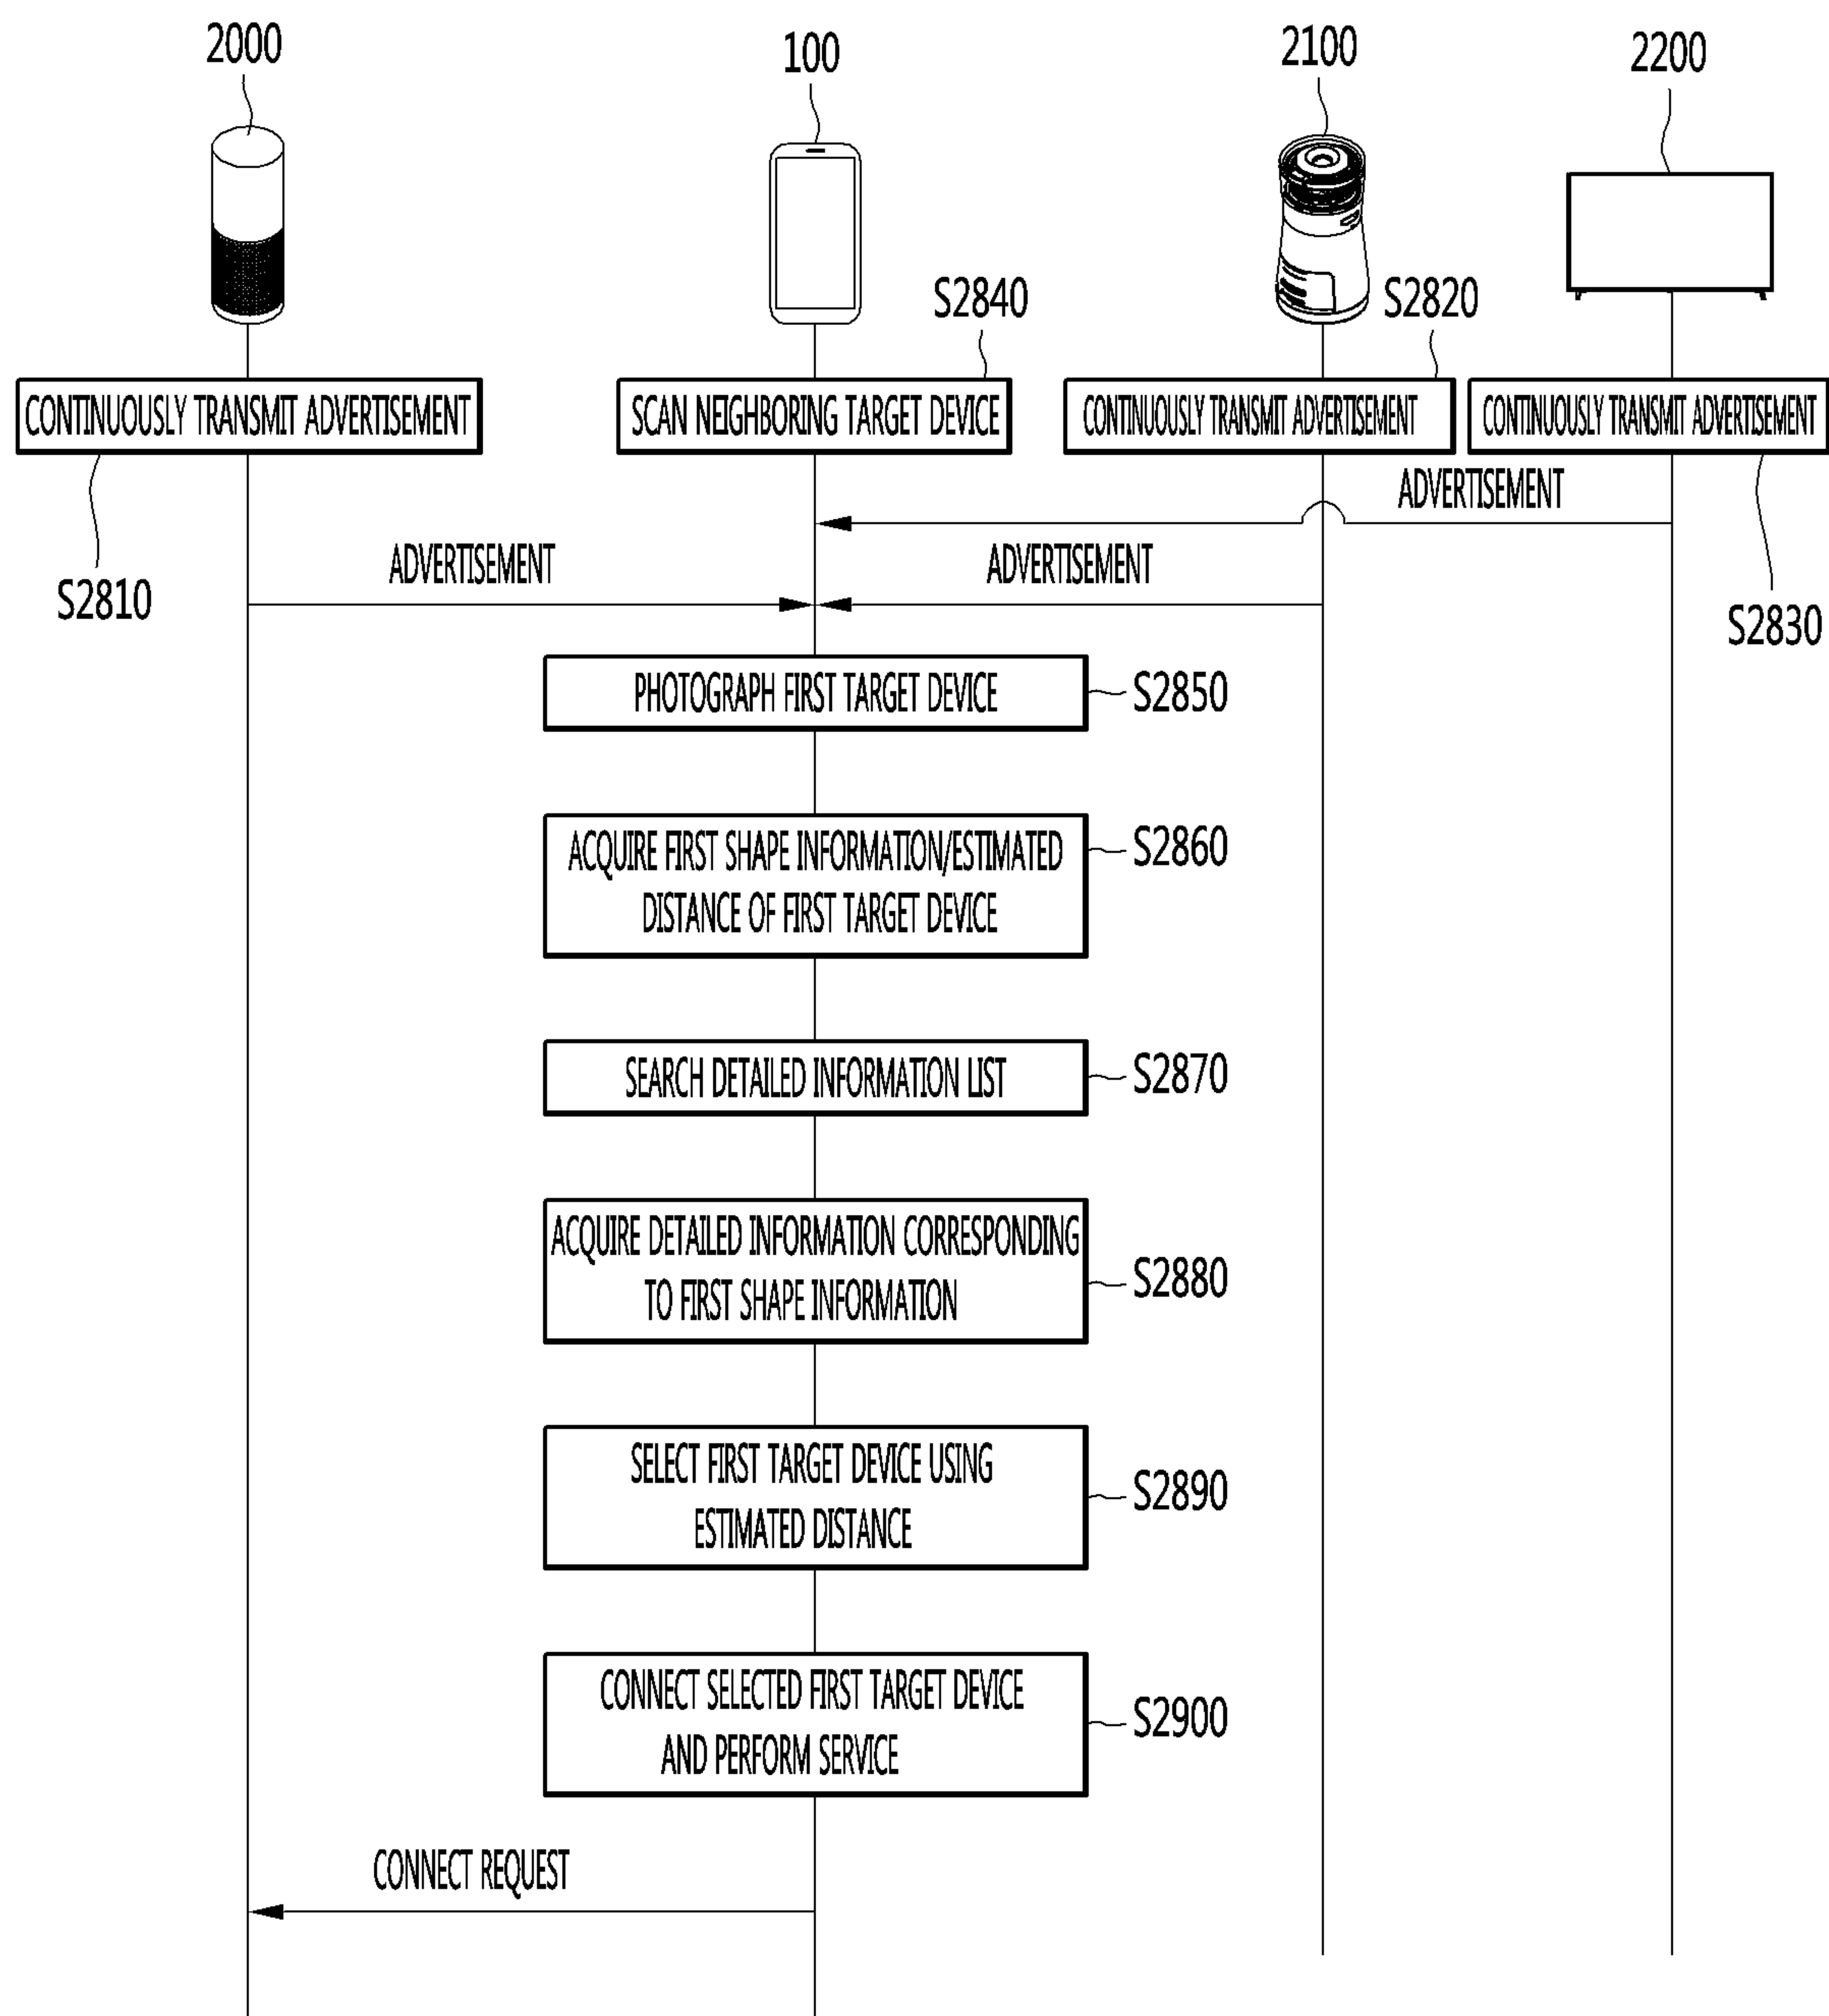 2000
100
2100
2200
S2840
S2820
CONTINUOUSLY TRANSMIT ADVERTISEMENT
SCAN NEIGHBORING TARGET DEVICE
CONTINUOUSLY TRANSMIT ADVERTISEMENT
CONTINUOUSLY TRANSMIT ADVERTISEMENT
ADVERTISEMENT
ADVERTISEMENT
ADVERTISEMENT
S2810
S2830
PHOTOGRAPH FIRST TARGET DEVICE
S2850
ACQUIRE FIRST SHAPE INFORMATION/ESTIMATED
DISTANCE OF FIRST TARGET DEVICE
S2860
SEARCH DETAILED INFORMATION LIST
S2870
ACQUIRE DETAILED INFORMATION CORRESPONDING
TO FIRST SHAPE INFORMATION
S2880
SELECT FIRST TARGET DEVICE USING
ESTIMATED DISTANCE
S2890
CONNECT SELECTED FIRST TARGET DEVICE
AND PERFORM SERVICE
S2900
CONNECT REQUEST